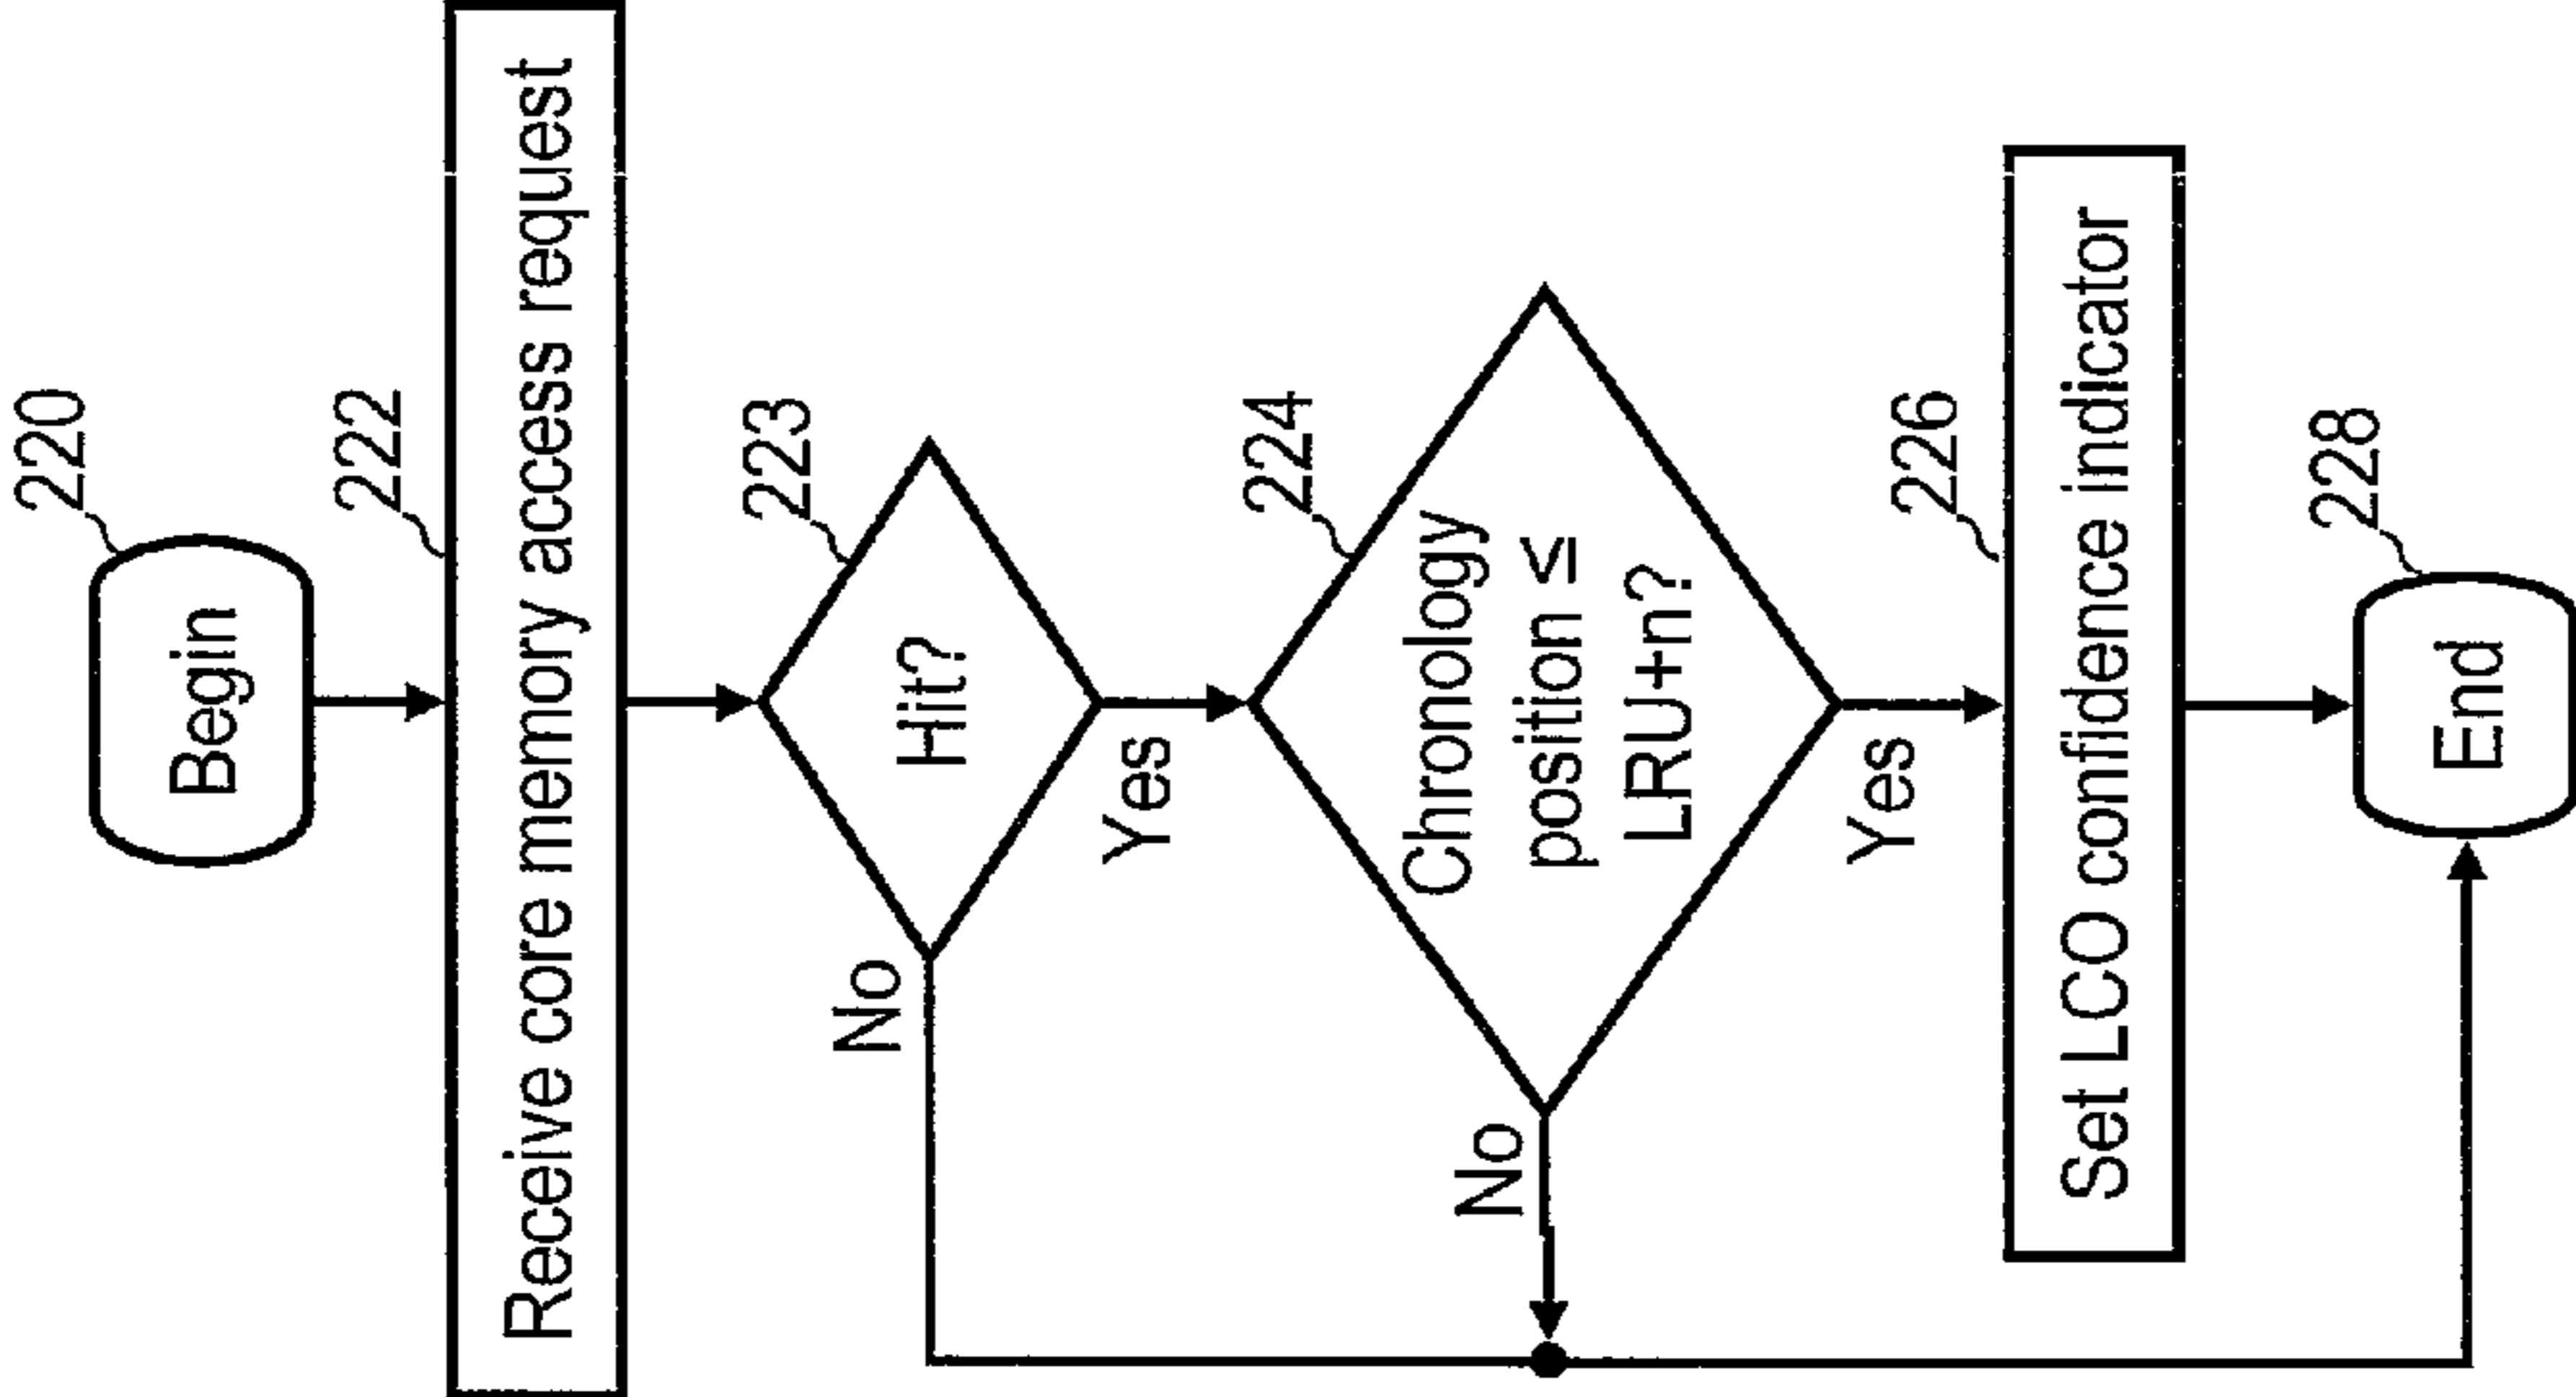 220
Begin
222
Receive core memory access request
223
Hit?
No
Yes
224
Chronology
position ≤
LRU+n?
No
Yes
226
Set LCO confidence indicator
228
End